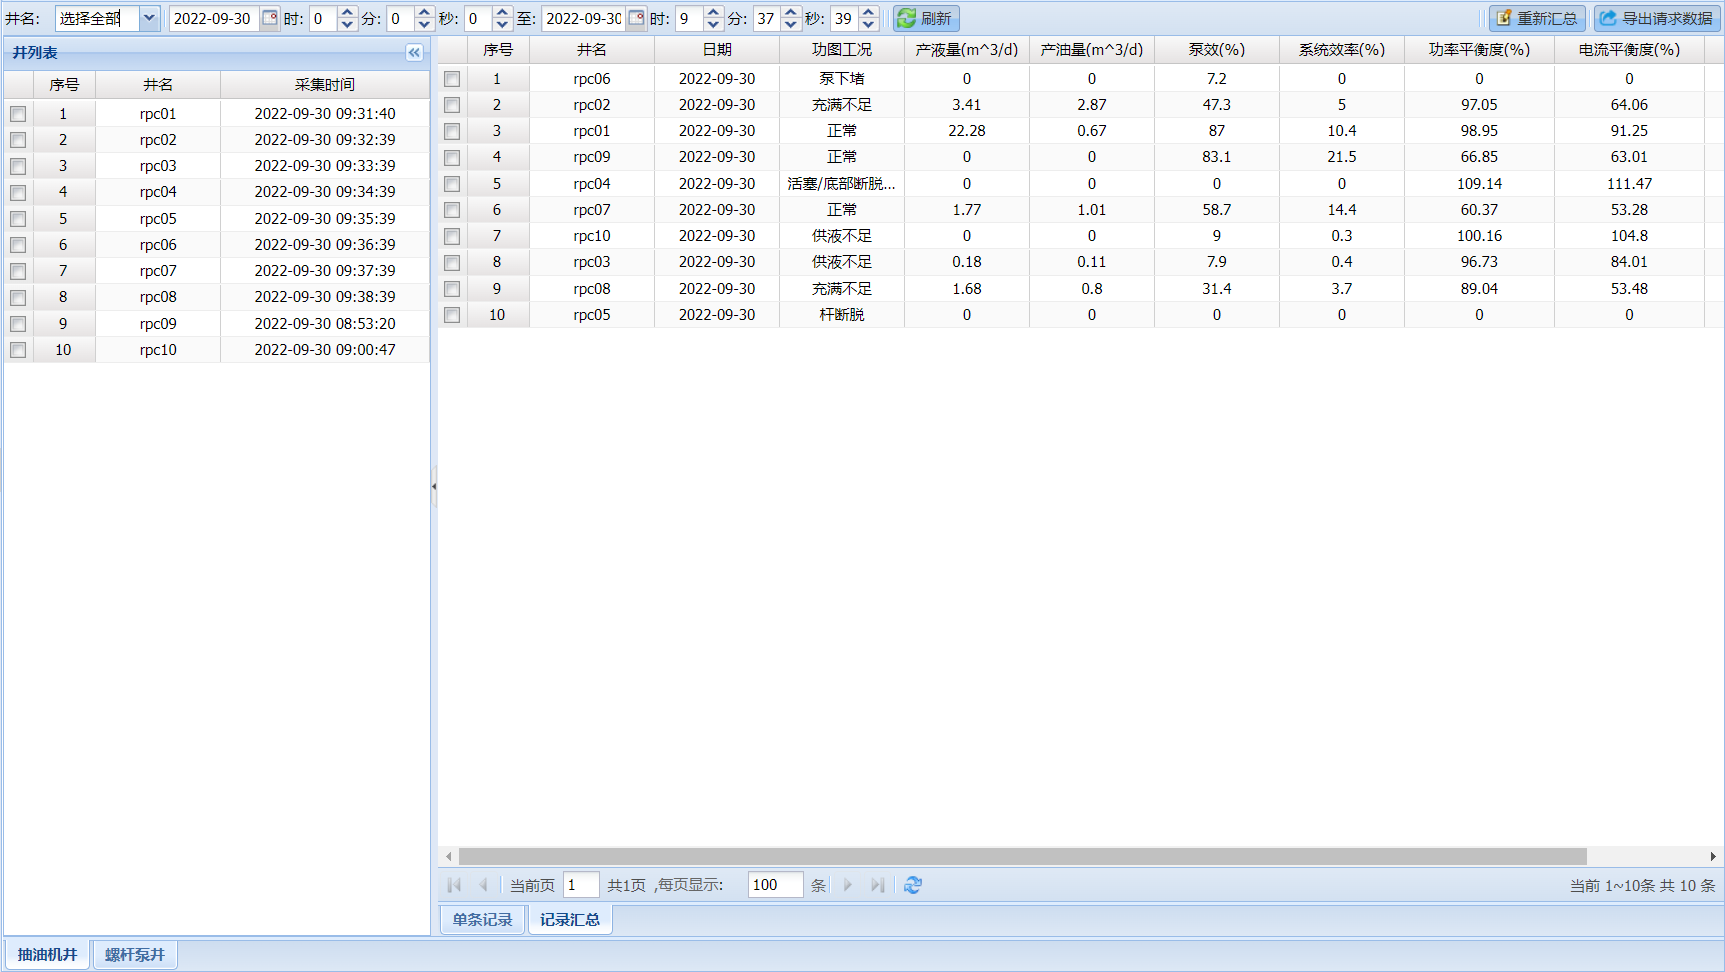 井名: 选择全部 2022-09-30 时: 0 分: 0 秒: 0 至: 2022-09-30 时: 9 分: 37 秒: 39 刷新 重新汇总 导出请求数据
井列表
序号 井名 采集时间
1 rpc01 2022-09-30 09:31:40
2 rpc02 2022-09-30 09:32:39
3 rpc03 2022-09-30 09:33:39
4 rpc04 2022-09-30 09:34:39
5 rpc05 2022-09-30 09:35:39
6 rpc06 2022-09-30 09:36:39
7 rpc07 2022-09-30 09:37:39
8 rpc08 2022-09-30 09:38:39
9 rpc09 2022-09-30 08:53:20
10 rpc10 2022-09-30 09:00:47
序号 井名 日期 功图工况 产液量(m^3/d) 产油量(m^3/d) 泵效(%) 系统效率(%) 功率平衡度(%) 电流平衡度(%)
1 rpc06 2022-09-30 泵下堵 0 0 7.2 0 0 0
2 rpc02 2022-09-30 充满不足 3.41 2.87 47.3 5 97.05 64.06
3 rpc01 2022-09-30 正常 22.28 0.67 87 10.4 98.95 91.25
4 rpc09 2022-09-30 正常 0 0 83.1 21.5 66.85 63.01
5 rpc04 2022-09-30 活塞/底部断脱... 0 0 0 0 109.14 111.47
6 rpc07 2022-09-30 正常 1.77 1.01 58.7 14.4 60.37 53.28
7 rpc10 2022-09-30 供液不足 0 0 9 0.3 100.16 104.8
8 rpc03 2022-09-30 供液不足 0.18 0.11 7.9 0.4 96.73 84.01
9 rpc08 2022-09-30 充满不足 1.68 0.8 31.4 3.7 89.04 53.48
10 rpc05 2022-09-30 杆断脱 0 0 0 0 0 0
当前页 1 共1页 ,每页显示: 100 条 当前 1~10条 共 10 条
单条记录 记录汇总
抽油机井 螺杆泵井